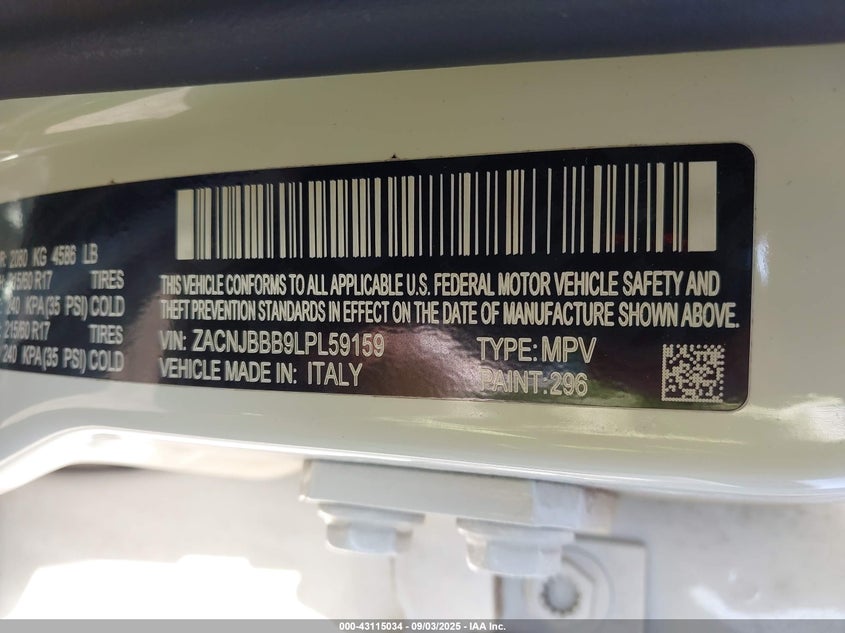 R: 2080 KG 4586 LB
215/60 R17 TIRES
240 KPA(35 PSI) COLD
: 215/60 R17 TIRES
240 KPA(35 PSI) COLD
THIS VEHICLE CONFORMS TO ALL APPLICABLE U.S. FEDERAL MOTOR VEHICLE SAFETY AND
THEFT PREVENTION STANDARDS IN EFFECT ON THE DATE OF MANUFACTURE SHOWN ABOVE.
VIN: ZACNJBBB9LPL59159 TYPE: MPV
VEHICLE MADE IN: ITALY PAINT: 296
000-43115034 - 09/03/2025 - IAA Inc.